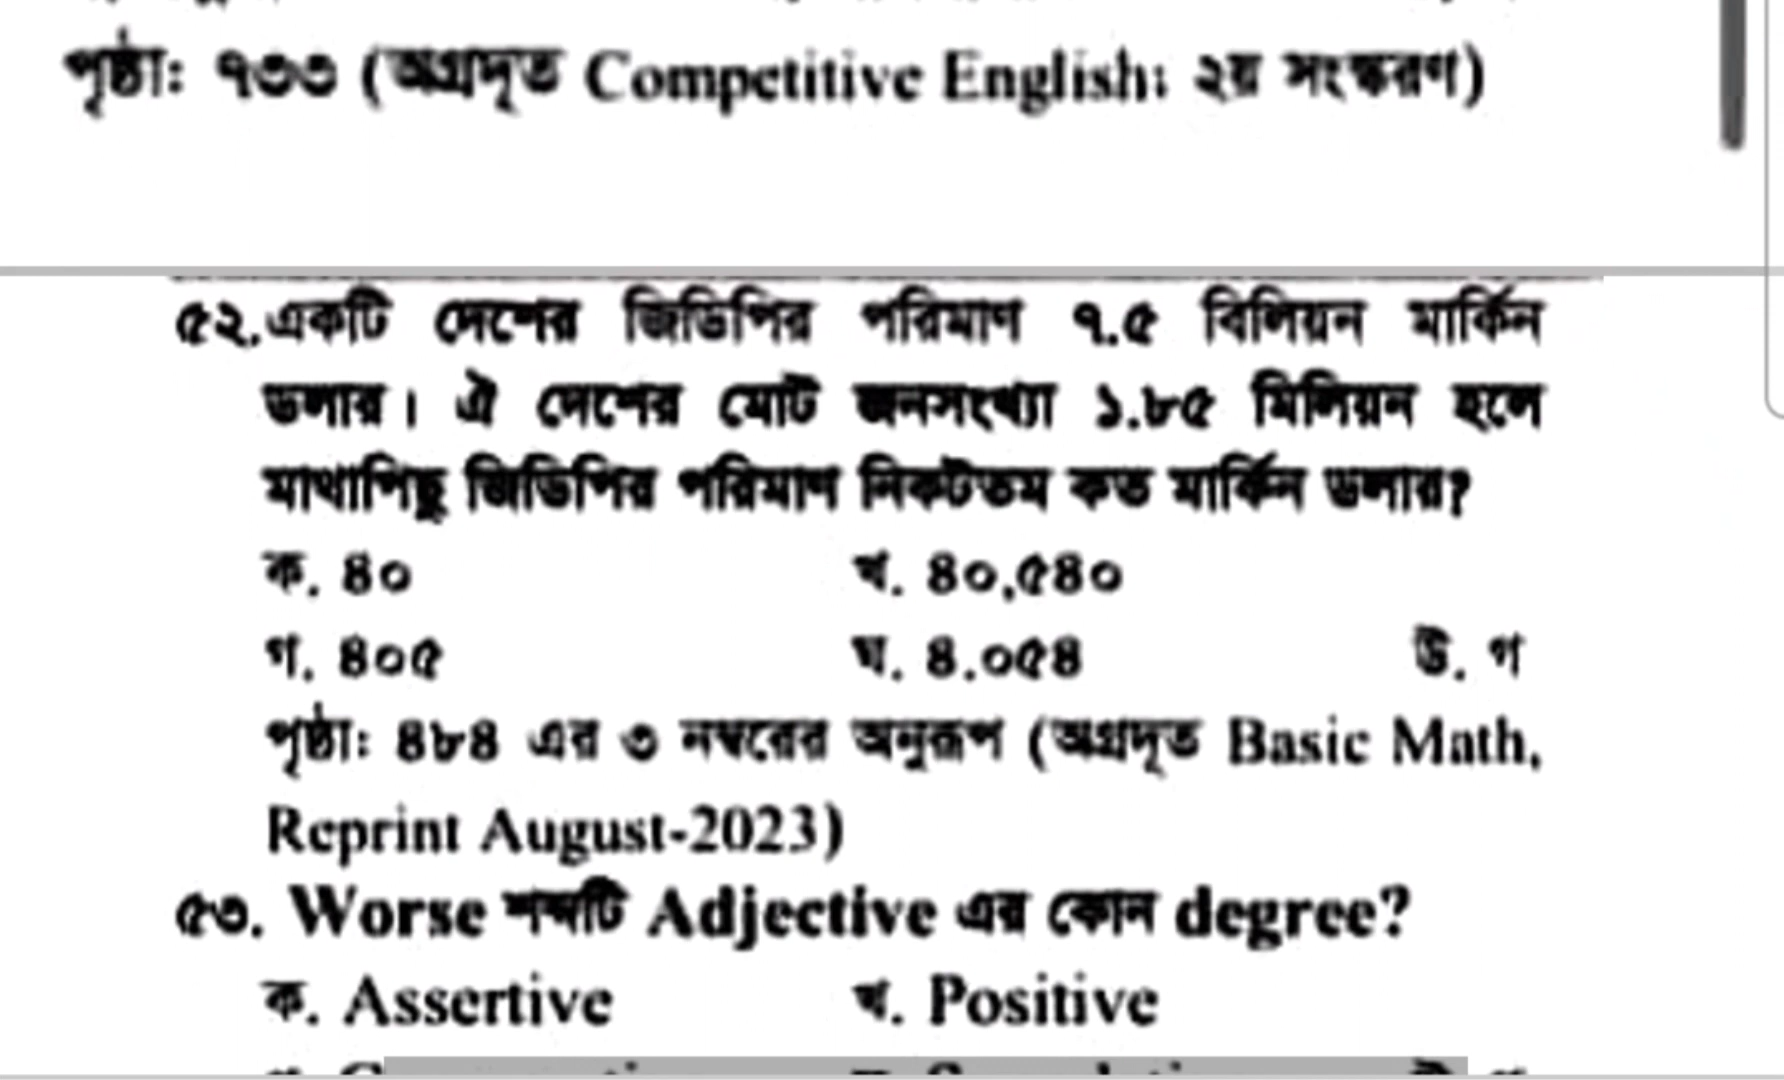 পৃষ্ঠা: ৭৩৩ (অগ্রদূত Competitive English: ২য় সংস্করণ)
৫২.একটি দেশের জিডিপির পরিমাণ ৭.৫ বিলিয়ন মার্কিন
ডলার। ঐ দেশের মোট জনসংখ্যা ১.৮৫ মিলিয়ন হলে
মাথাপিছু জিডিপির পরিমাণ নিকটতম কত মার্কিন ডলার?
ক. ৪০ খ. ৪০,৫৪০
গ. ৪০৫ ঘ. ৪.০৫৪ উ. গ
পৃষ্ঠা: ৪৮৪ এর ৩ নম্বরের অনুরূপ (অগ্রদূত Basic Math,
Reprint August-2023)
৫৩. Worse শব্দটি Adjective এর কোন degree?
ক. Assertive খ. Positive